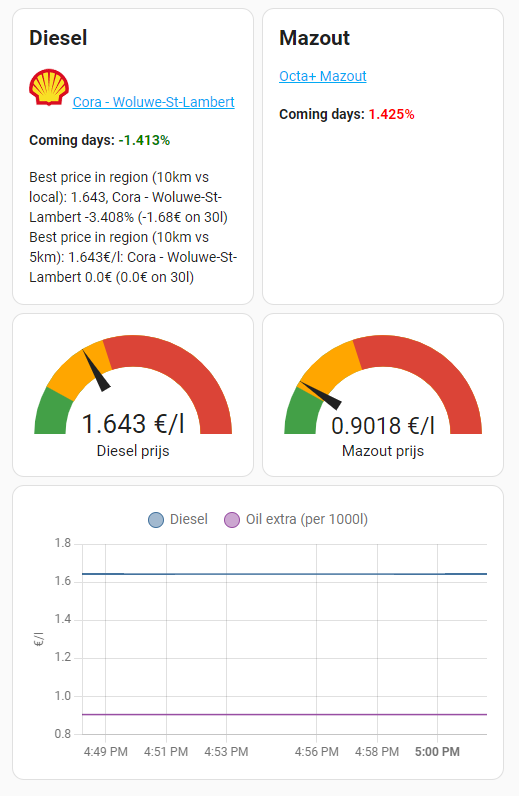 Diesel
Cora - Woluwe-St-Lambert
Coming days: -1.413%
Best price in region (10km vs
local): 1.643, Cora - Woluwe-St-
Lambert -3.408% (-1.68€ on 30l)
Best price in region (10km vs
5km): 1.643€/l: Cora - Woluwe-St-
Lambert 0.0€ (0.0€ on 30l)
Mazout
Octa+ Mazout
Coming days: 1.425%
1.643 €/l
Diesel prijs
0.9018 €/l
Mazout prijs
Diesel
Oil extra (per 1000l)
€/l
1.8
1.6
1.4
1.2
1.0
0.8
4:49 PM
4:51 PM
4:53 PM
4:56 PM
4:58 PM
5:00 PM